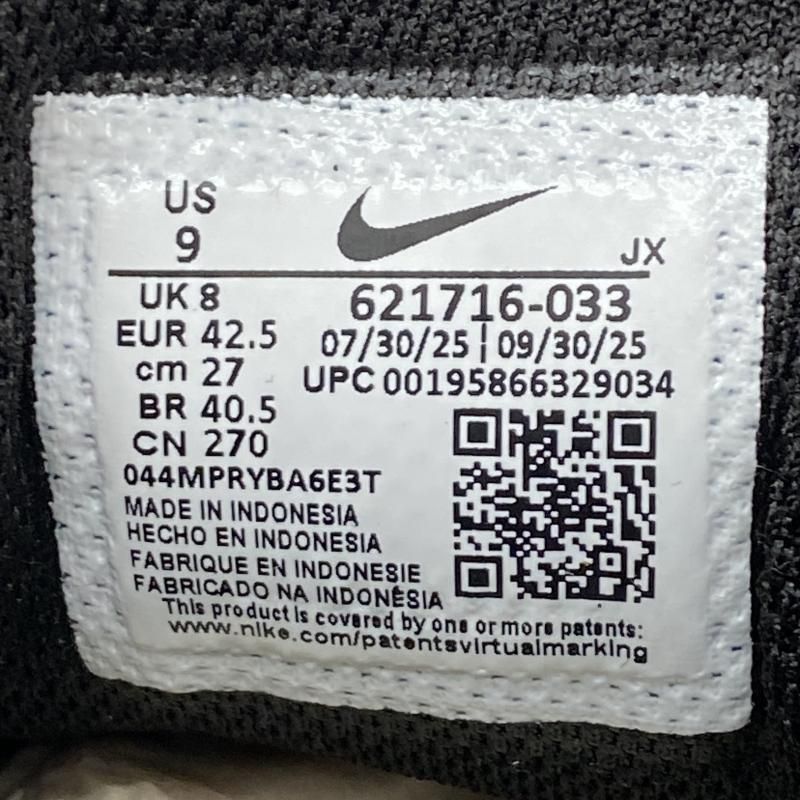 US
9
JX
UK 8
EUR 42.5
cm 27
BR 40.5
CN 270
621716-033
07/30/25 | 09/30/25
UPC 00195866329034
044MPRYBA6E3T
MADE IN INDONESIA
HECHO EN INDONESIA
FABRIQUE EN INDONESIE
FABRICADO NA INDONÉSIA
This product is covered by one or more patents:
www.nike.com/patentsvirtualmarking